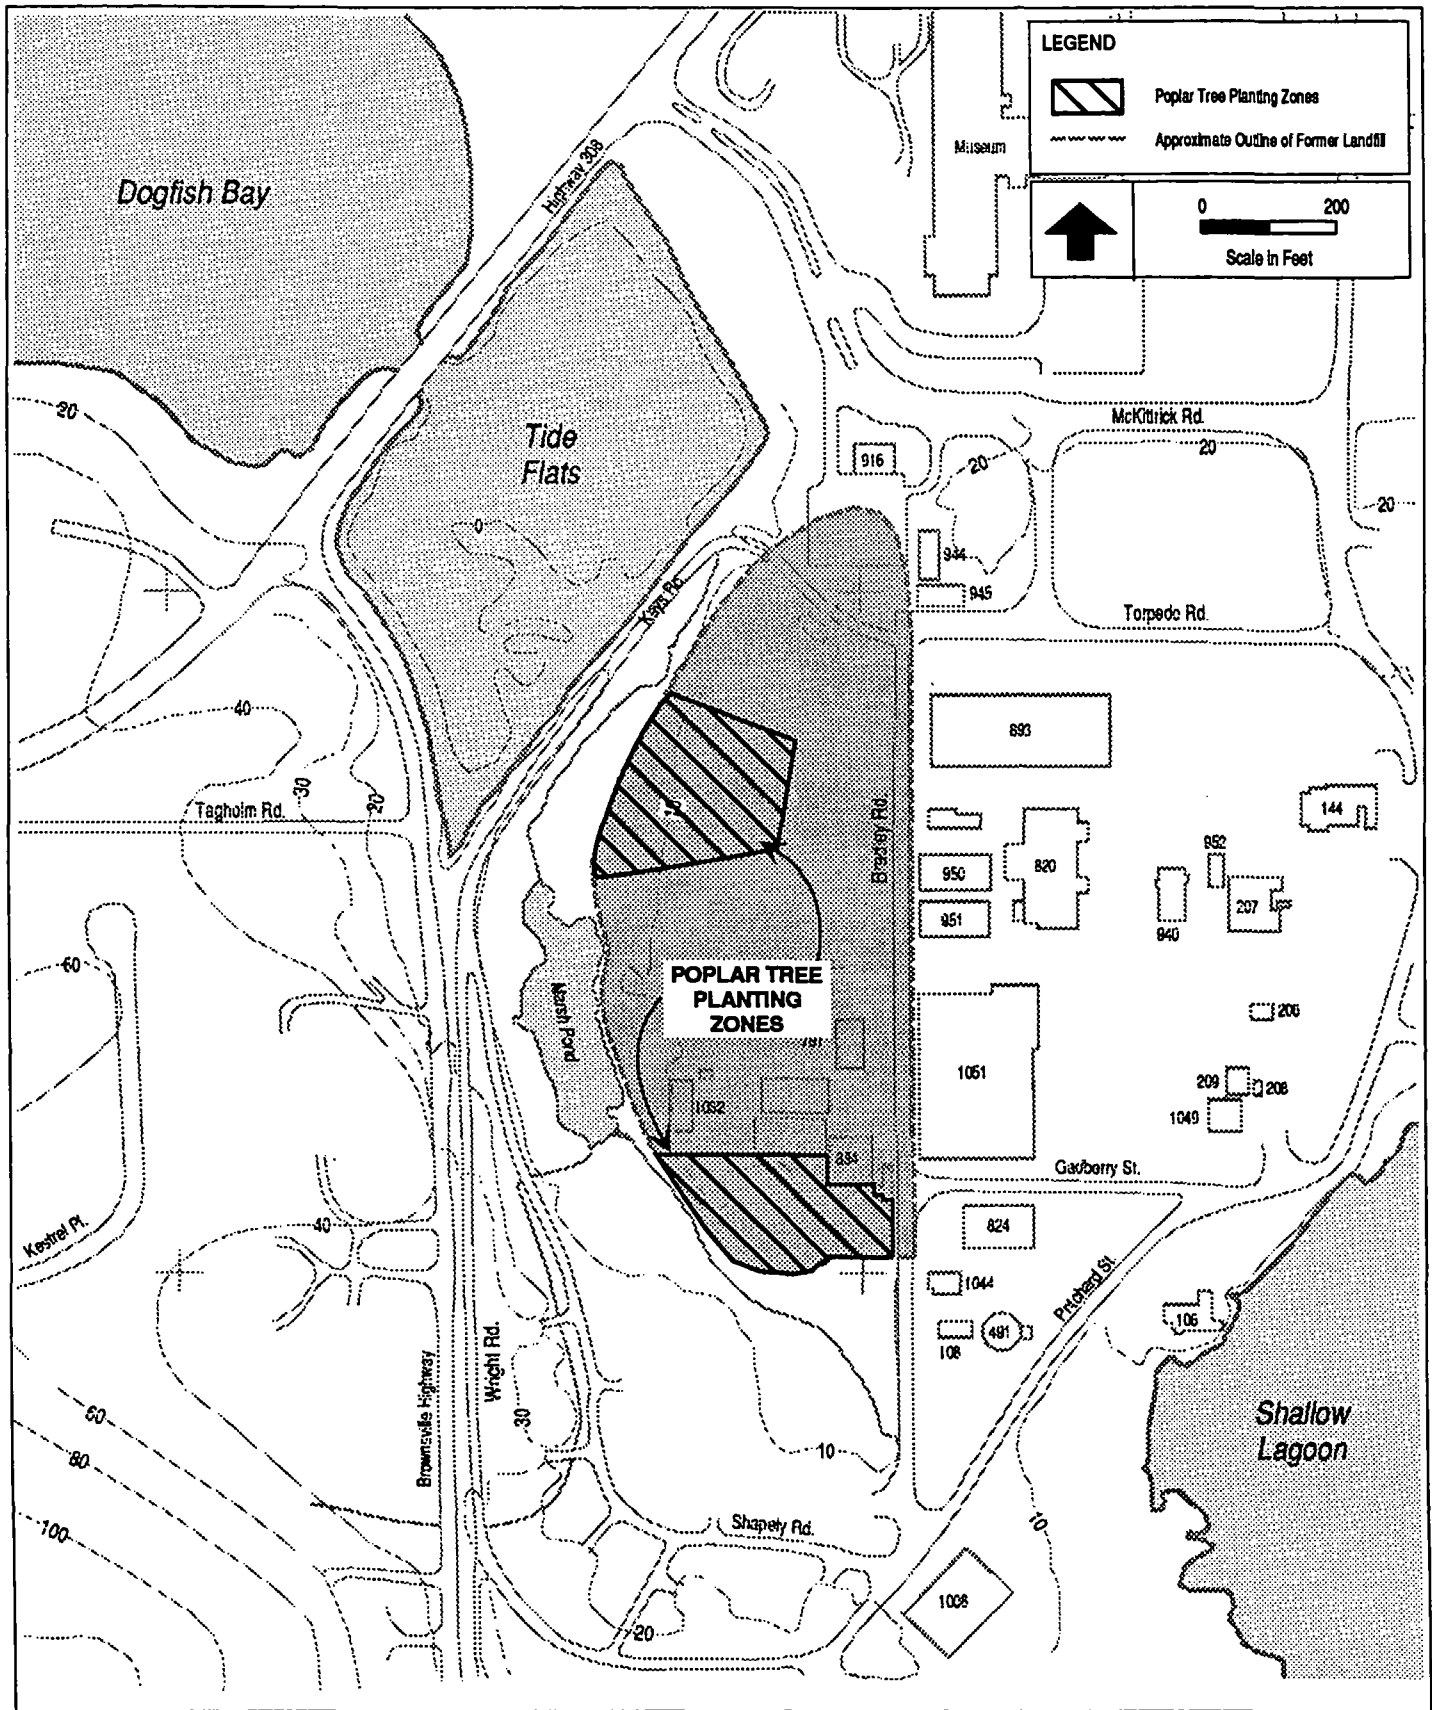 LEGEND
Poplar Tree Planting Zones
Approximate Outline of Former Landfill
0 200
Scale in Feet
Museum
Highway 308
Dogfish Bay
Tide
Flats
0
20
McKittrick Rd.
20
916
20
20
944
945
Keys Rd.
Torpedo Rd.
40
30
20
Tagholm Rd.
893
144
Bradley Rd.
952
950
820
951
940
207
60
POPLAR TREE
PLANTING
ZONES
Marsh Pond
206
1051
209
208
1049
Gadberry St.
Kestrel Pl.
40
824
1044
Pritchard St.
106
491
108
Brownsville Highway
Wright Rd.
30
60
80
100
10
Shallow
Lagoon
Shapely Rd.
10
20